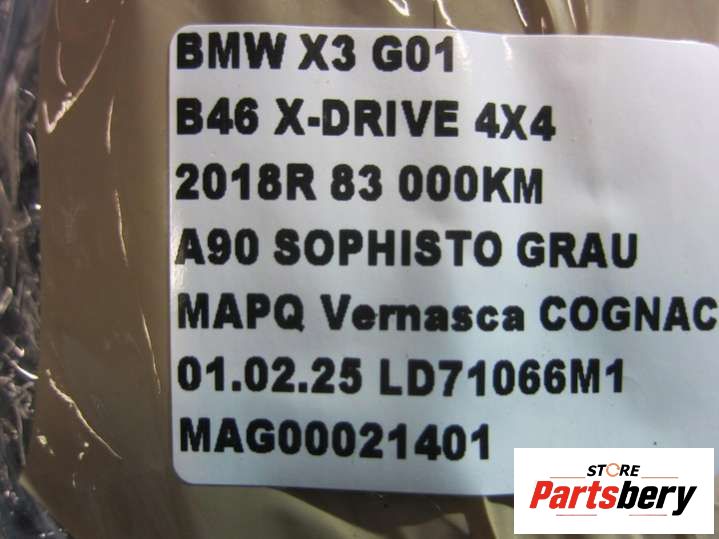 BMW X3 G01
B46 X-DRIVE 4X4
2018R 83 000KM
A90 SOPHISTO GRAU
MAPQ Vernasca COGNAC
01.02.25 LD71066M1
MAG00021401
STORE
Partsbery